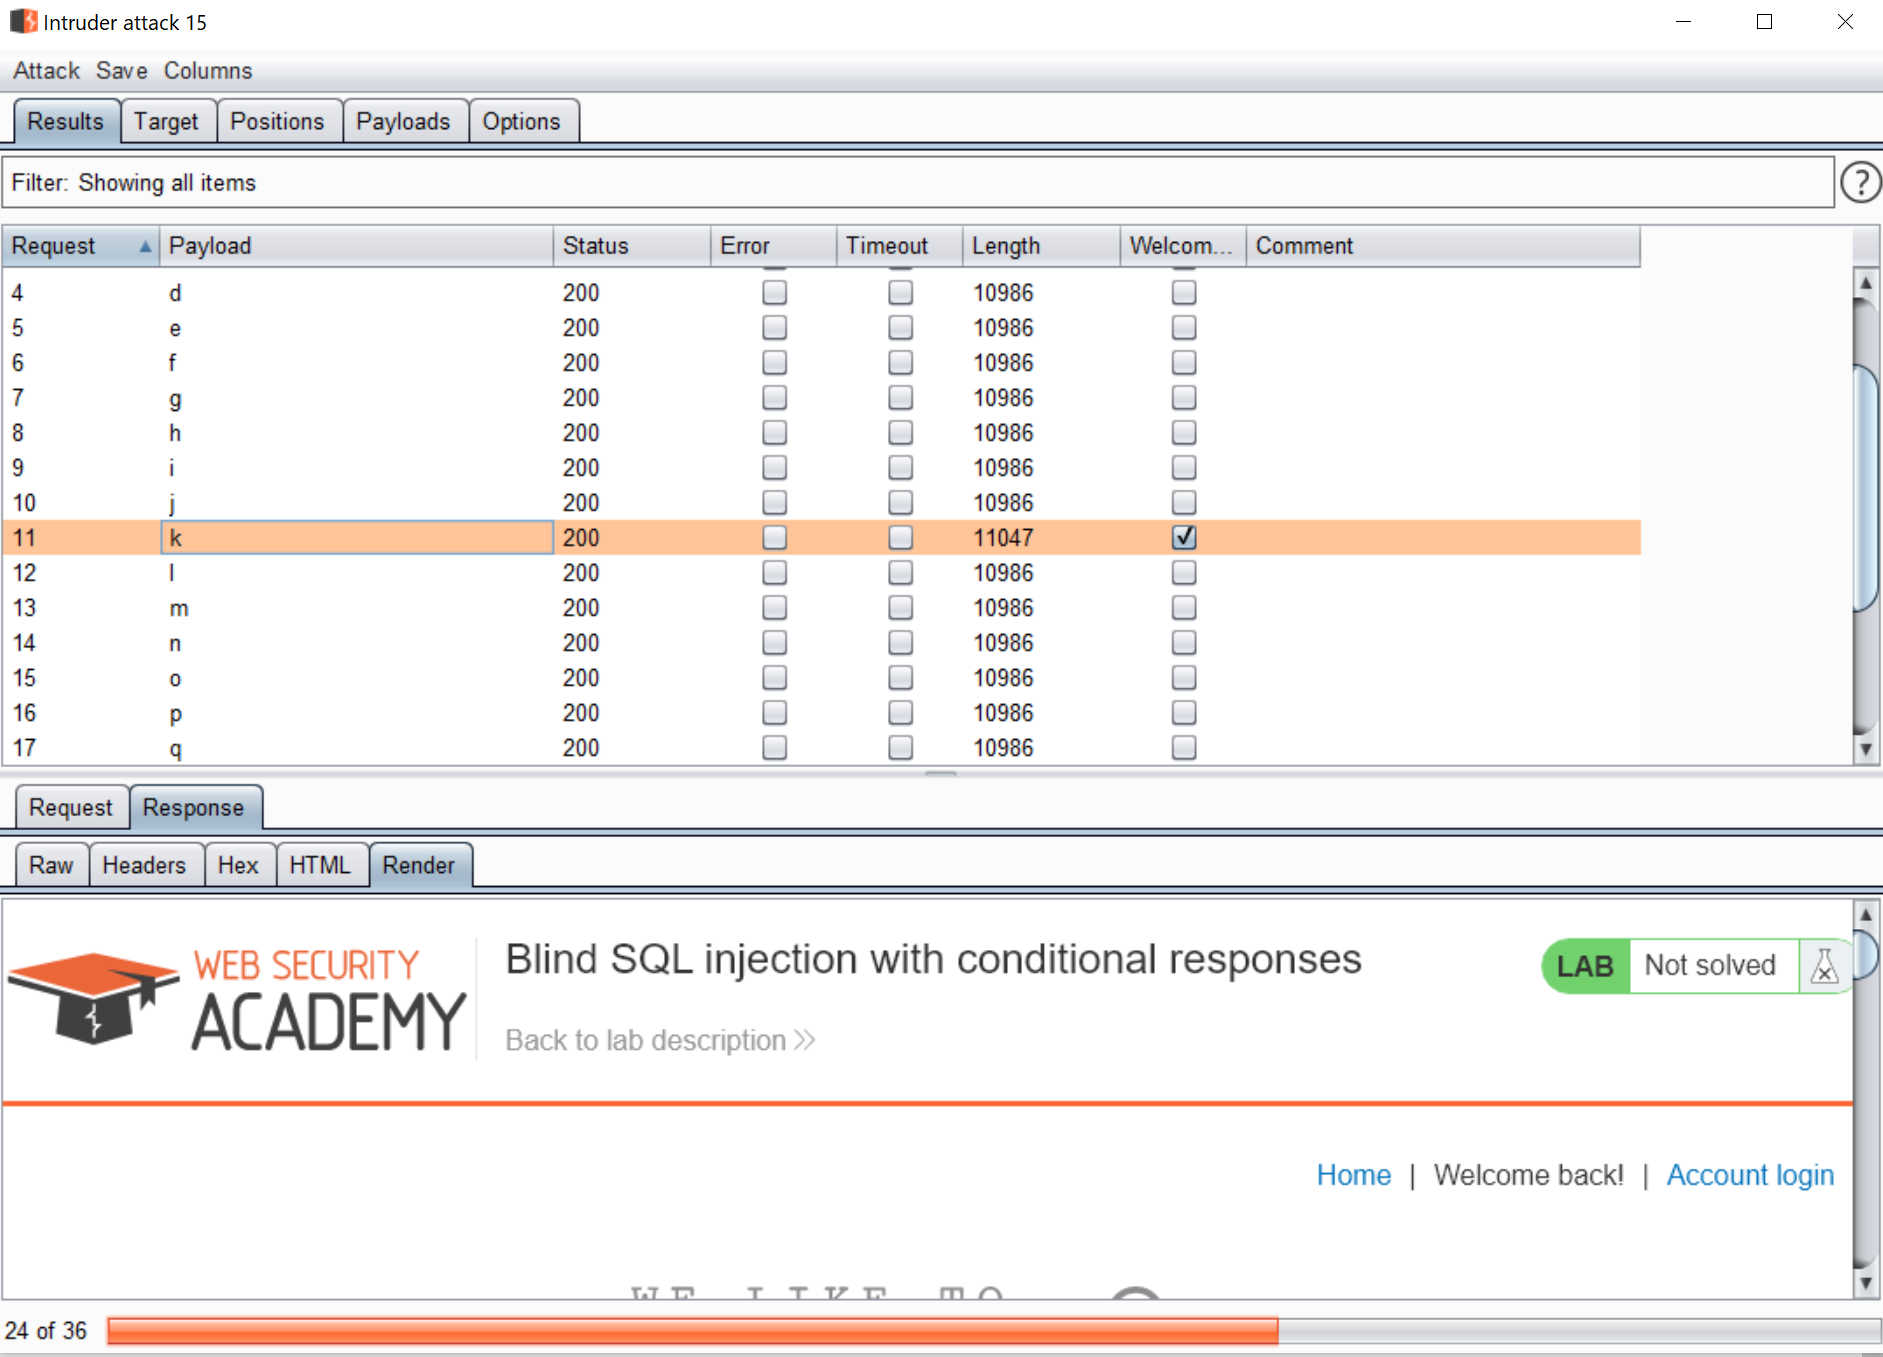 Intruder attack 15
Attack Save Columns
Results Target Positions Payloads Options
Filter: Showing all items ?
Request Payload Status Error Timeout Length Welcom... Comment
4 d 200 10986
5 e 200 10986
6 f 200 10986
7 g 200 10986
8 h 200 10986
9 i 200 10986
10 j 200 10986
11 k 200 11047
12 l 200 10986
13 m 200 10986
14 n 200 10986
15 o 200 10986
16 p 200 10986
17 q 200 10986
Request Response
Raw Headers Hex HTML Render
WEB SECURITY
ACADEMY
Blind SQL injection with conditional responses
Back to lab description >>
LAB Not solved
Home | Welcome back! | Account login
WE LIKE TO
24 of 36